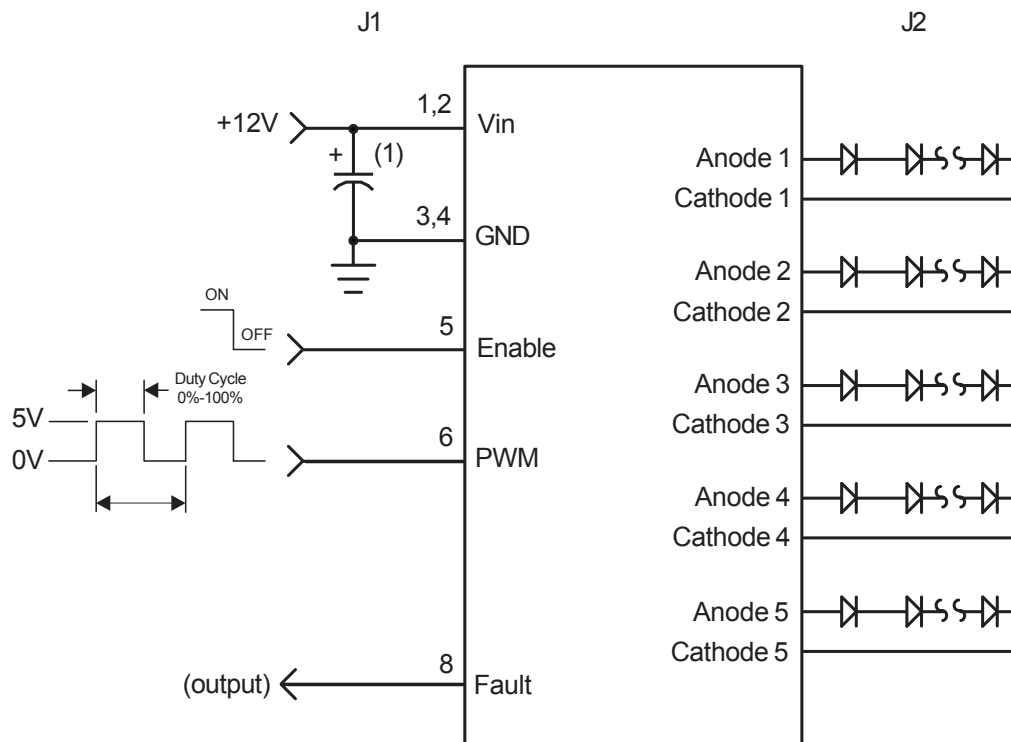 J1
J2
+12V
1,2
Vin
+
(1)
3,4
GND
ON
OFF
5
Enable
Duty Cycle
0%-100%
5V
0V
6
PWM
(output)
8
Fault
Anode 1
Cathode 1
Anode 2
Cathode 2
Anode 3
Cathode 3
Anode 4
Cathode 4
Anode 5
Cathode 5